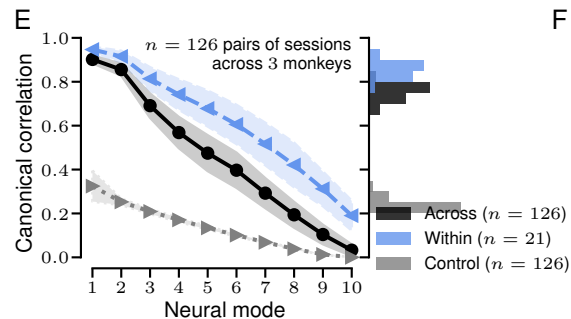 E
F
n = 126 pairs of sessions
across 3 monkeys
Canonical correlation
1.0
0.8
0.6
0.4
0.2
0.0
1 2 3 4 5 6 7 8 9 10
Neural mode
Across (n = 126)
Within (n = 21)
Control (n = 126)